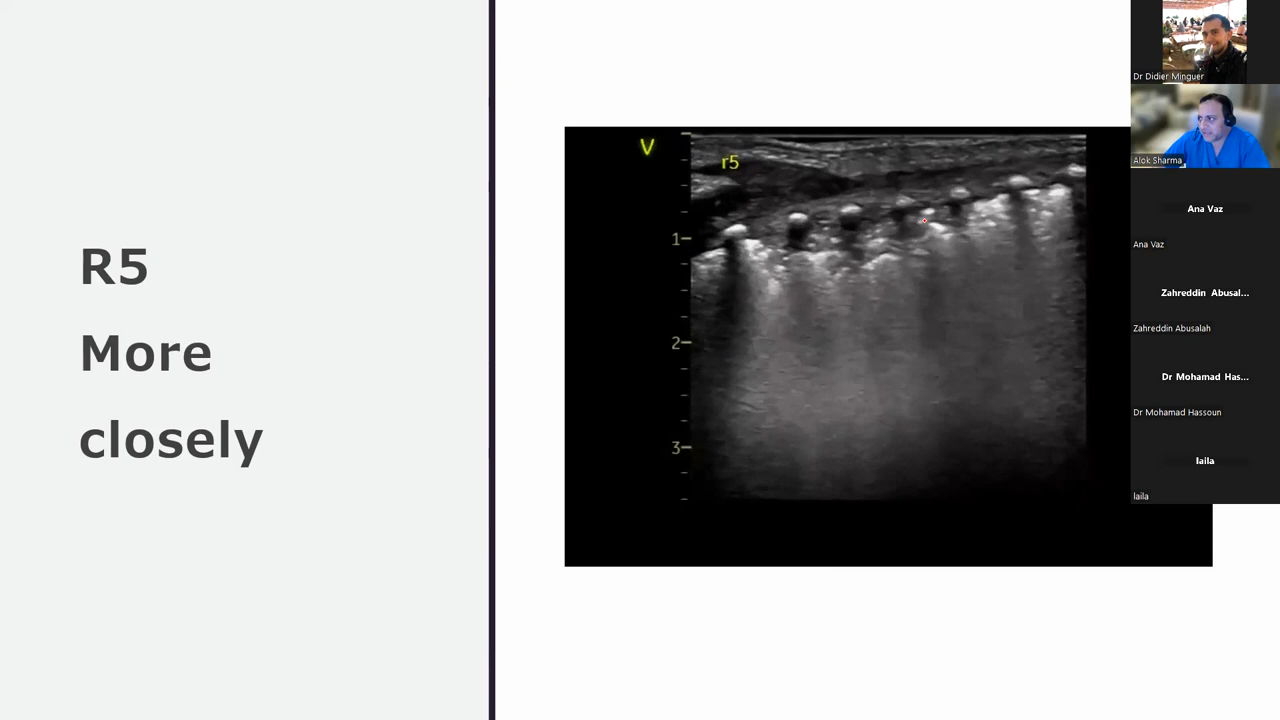 R5
More
closely
V
r5
1
2
3
Dr Didier Minguer
Alok Sharma
Ana Vaz
Ana Vaz
Zahreddin Abusal...
Zahreddin Abusalah
Dr Mohamad Has...
Dr Mohamad Hassoun
laila
laila